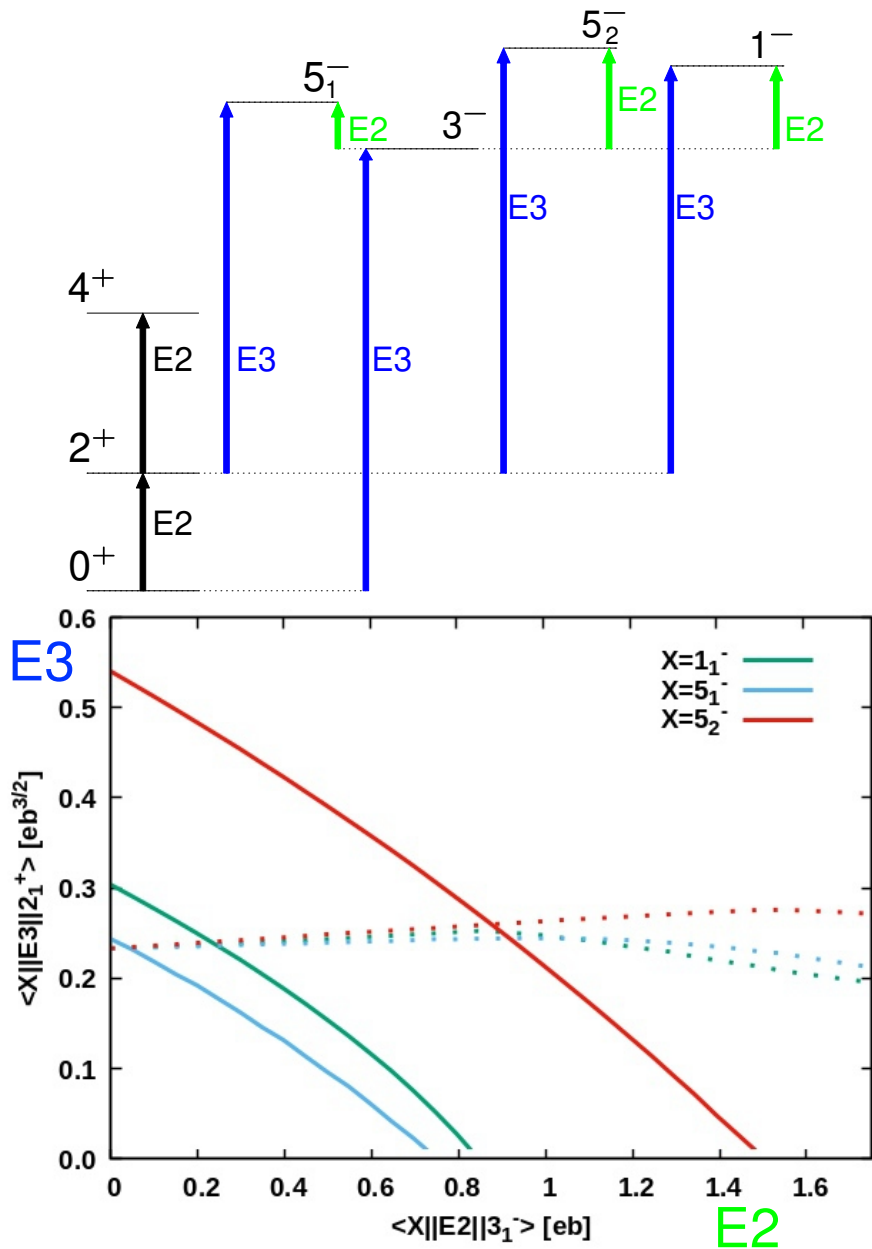 5₁⁻ 5₂⁻ 1⁻
E2 3⁻ E2 E2
E3 E3
4⁺
E2 E3 E3
2⁺
E2
0⁺
E3
0.6
0.5
0.4
0.3
0.2
0.1
0.0
<X||E3||2₁⁺> [eb³/²]
X=1₁⁻
X=5₁⁻
X=5₂⁻
0 0.2 0.4 0.6 0.8 1 1.2 1.4 1.6
<X||E2||3₁⁻> [eb]
E2